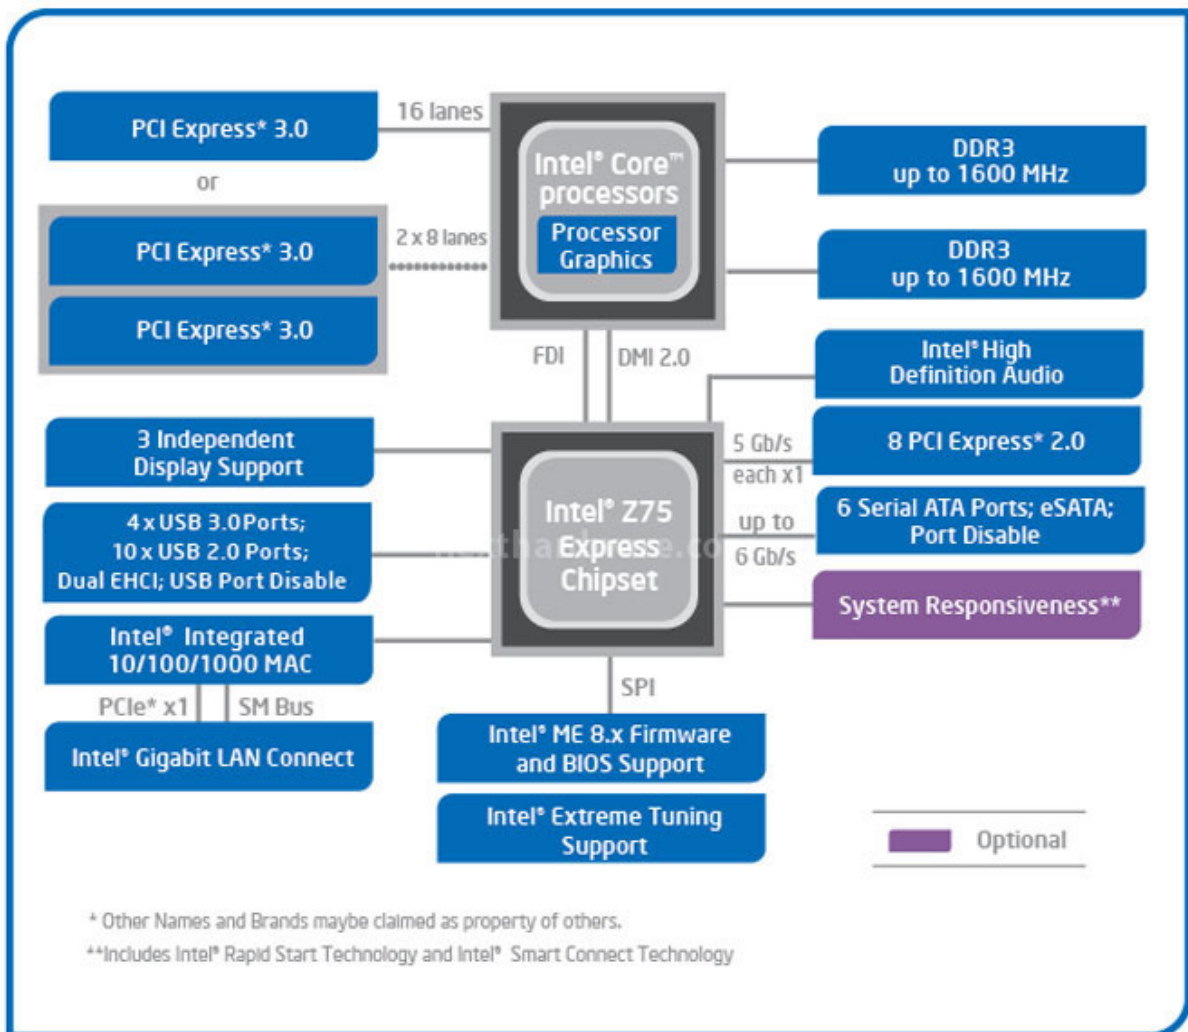 PCI Express* 3.0
16 lanes
or
PCI Express* 3.0
2 x 8 lanes
PCI Express* 3.0
Intel® Core™
processors
Processor
Graphics
DDR3
up to 1600 MHz
DDR3
up to 1600 MHz
FDI
DMI 2.0
Intel® High
Definition Audio
3 Independent
Display Support
5 Gb/s
each x1
8 PCI Express* 2.0
4 x USB 3.0 Ports;
10 x USB 2.0 Ports;
Dual EHCI; USB Port Disable
Intel® Z75
Express
Chipset
up to
6 Gb/s
6 Serial ATA Ports; eSATA;
Port Disable
System Responsiveness**
Intel® Integrated
10/100/1000 MAC
PCIe* x1
SM Bus
Intel® Gigabit LAN Connect
SPI
Intel® ME 8.x Firmware
and BIOS Support
Intel® Extreme Tuning
Support
Optional
* Other Names and Brands maybe claimed as property of others.
**Includes Intel® Rapid Start Technology and Intel® Smart Connect Technology